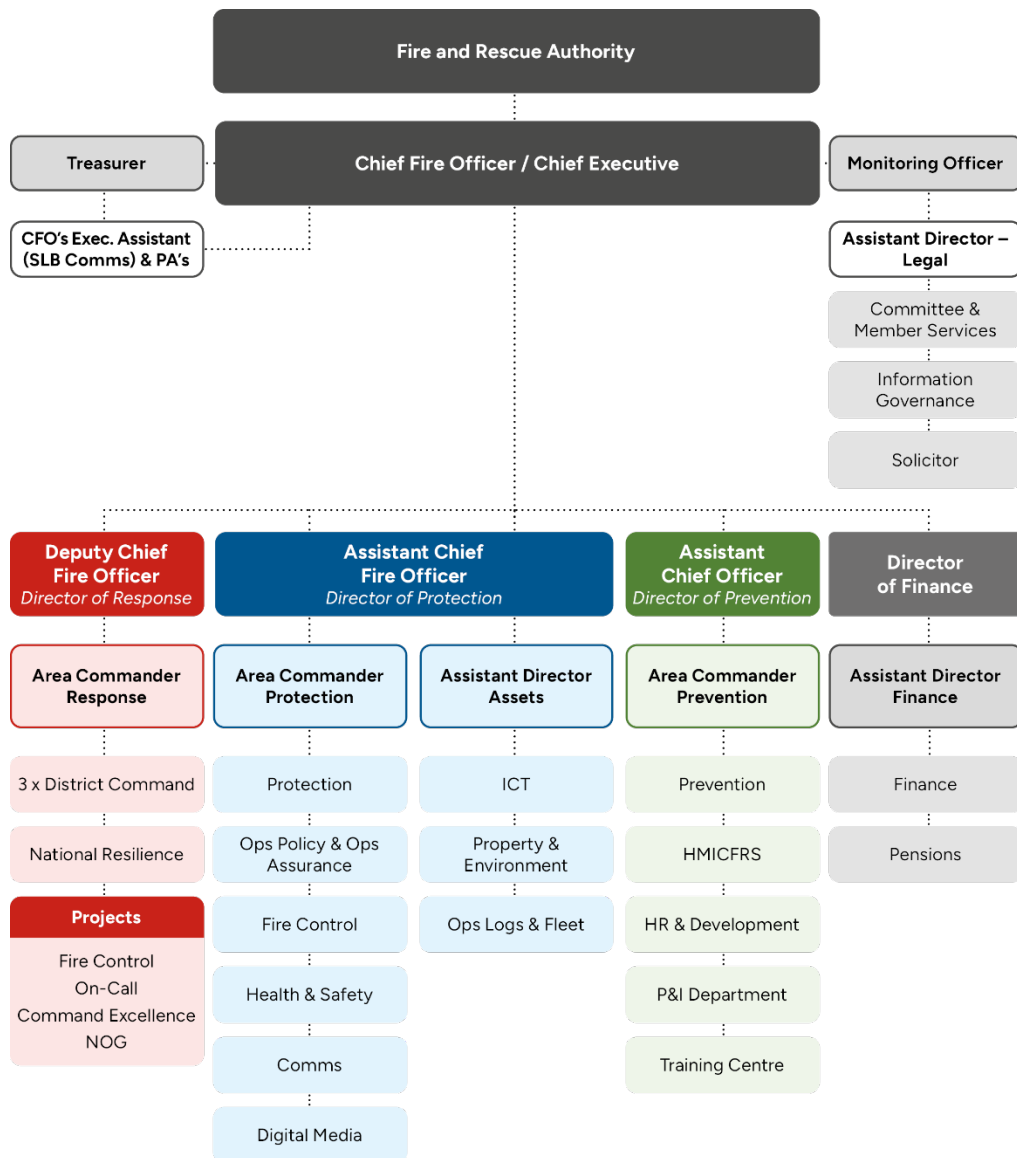 Fire and Rescue Authority
Treasurer
Chief Fire Officer / Chief Executive
Monitoring Officer
CFO's Exec. Assistant
(SLB Comms) & PA's
Assistant Director –
Legal
Committee &
Member Services
Information
Governance
Solicitor
Deputy Chief
Fire Officer
Director of Response
Assistant Chief
Fire Officer
Director of Protection
Assistant
Chief Officer
Director of Prevention
Director
of Finance
Area Commander
Response
Area Commander
Protection
Assistant Director
Assets
Area Commander
Prevention
Assistant Director
Finance
3 x District Command
National Resilience
Projects
Fire Control
On-Call
Command Excellence
NOG
Protection
Ops Policy & Ops
Assurance
Fire Control
Health & Safety
Comms
Digital Media
ICT
Property &
Environment
Ops Logs & Fleet
Prevention
HMICFRS
HR & Development
P&I Department
Training Centre
Finance
Pensions